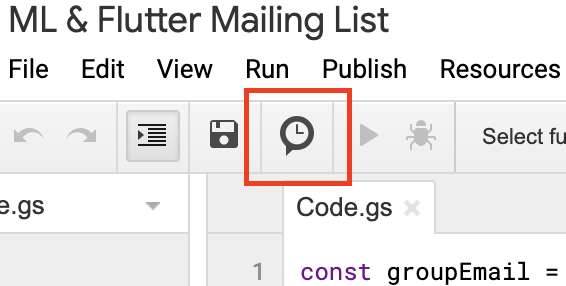 ML & Flutter Mailing List
File Edit View Run Publish Resources
Select fu
e.gs
Code.gs
1 const groupEmail =